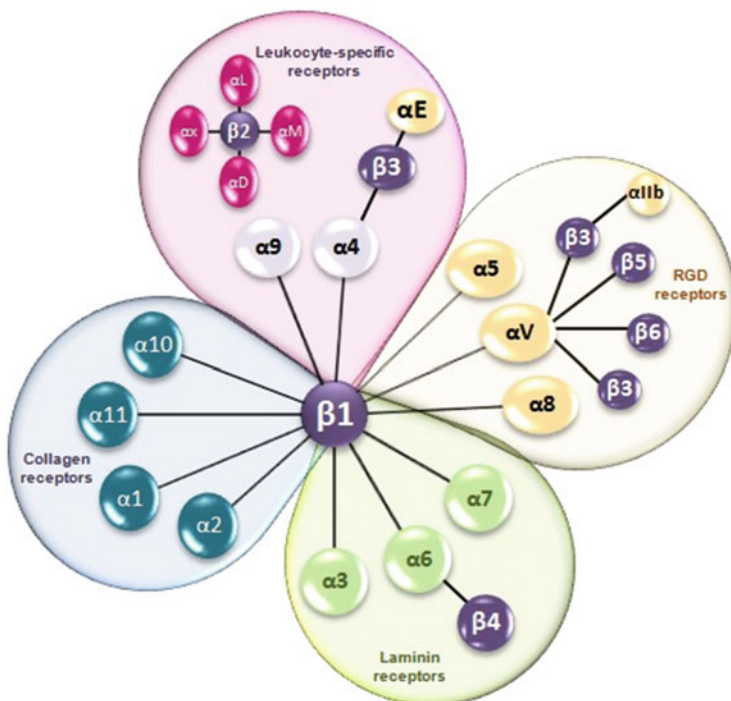 Leukocyte-specific
receptors
αL
αx
β2
αM
αD
αE
β3
α9
α4
αIIb
β3
β5
RGD
receptors
α5
αV
β6
β3
α8
α10
α11
β1
Collagen
receptors
α1
α2
α7
α6
α3
β4
Laminin
receptors